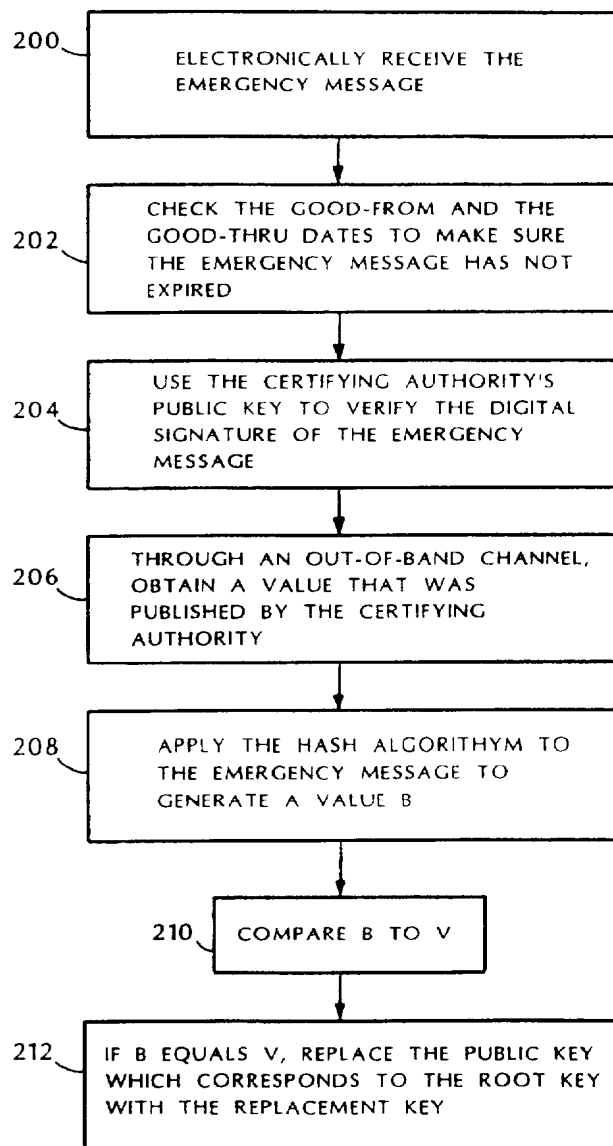 200
ELECTRONICALLY RECEIVE THE
EMERGENCY MESSAGE
202
CHECK THE GOOD-FROM AND THE
GOOD-THRU DATES TO MAKE SURE
THE EMERGENCY MESSAGE HAS NOT
EXPIRED
204
USE THE CERTIFYING AUTHORITY'S
PUBLIC KEY TO VERIFY THE DIGITAL
SIGNATURE OF THE EMERGENCY
MESSAGE
206
THROUGH AN OUT-OF-BAND CHANNEL,
OBTAIN A VALUE THAT WAS
PUBLISHED BY THE CERTIFYING
AUTHORITY
208
APPLY THE HASH ALGORITHYM TO
THE EMERGENCY MESSAGE TO
GENERATE A VALUE B
210
COMPARE B TO V
212
IF B EQUALS V, REPLACE THE PUBLIC KEY
WHICH CORRESPONDS TO THE ROOT KEY
WITH THE REPLACEMENT KEY